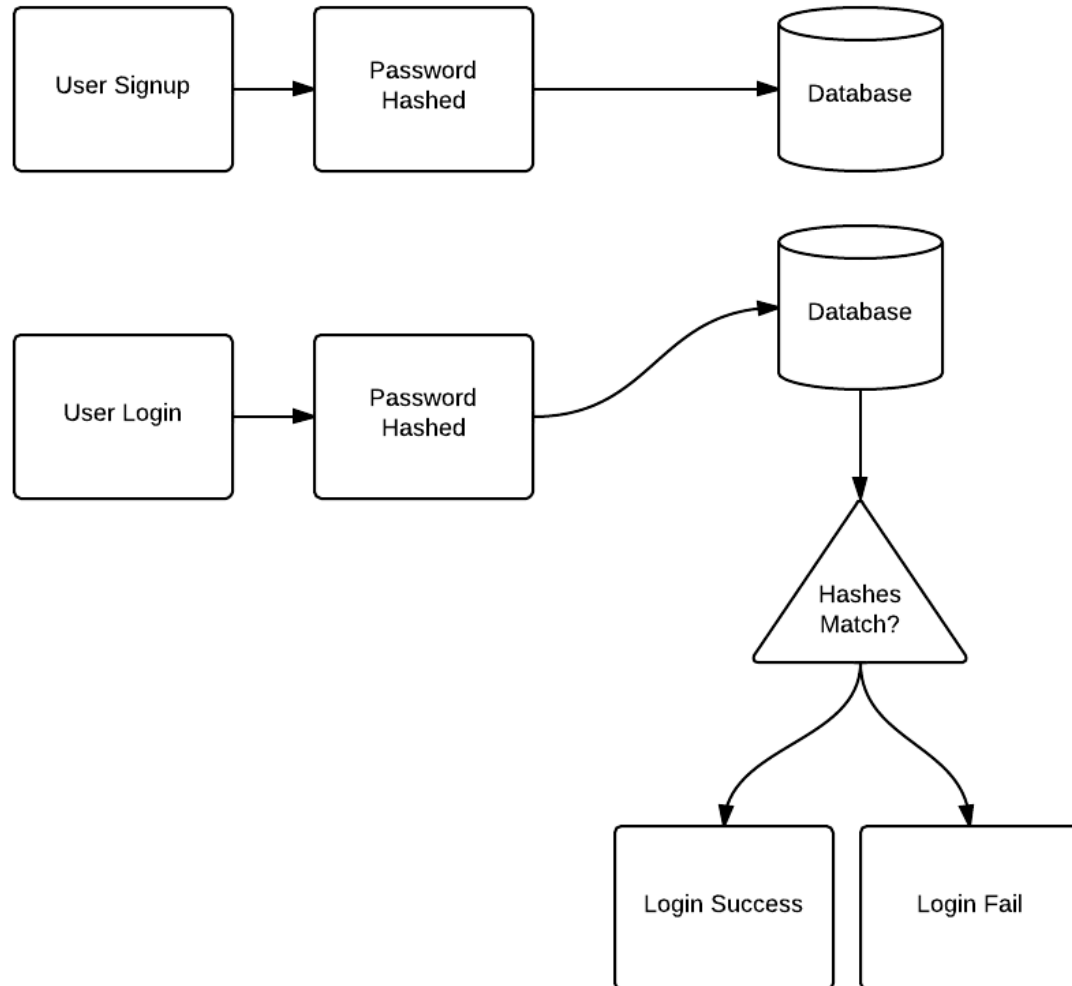 User Signup
Password
Hashed
Database
Database
User Login
Password
Hashed
Hashes
Match?
Login Success
Login Fail